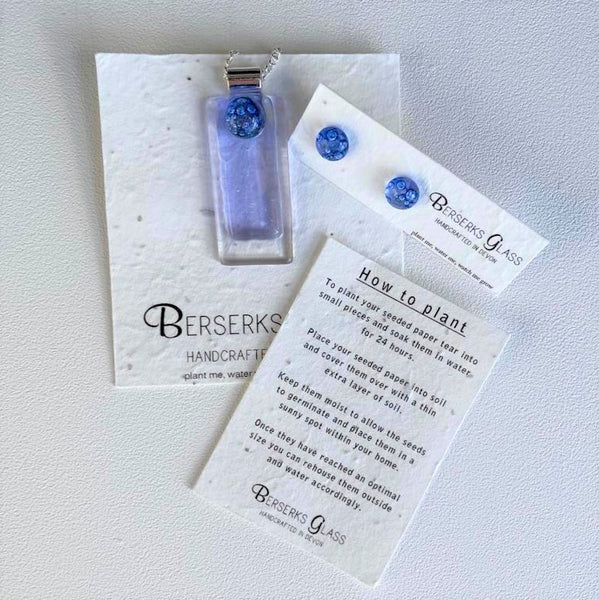 BERSERKS
HANDCRAFTED
plant me, water
BERSERKS GLASS
HANDCRAFTED IN DEVON
plant me, water me, watch me grow
How to plant
To plant your seeded paper tear into
small pieces and soak them in water
for 24 hours.
Place your seeded paper into soil
and cover them over with a thin
extra layer of soil.
Keep them moist to allow the seeds
to germinate and place them in a
sunny spot within your home.
Once they have reached an optimal
size you can rehouse them outside
and water accordingly.
BERSERKS GLASS
HANDCRAFTED IN DEVON